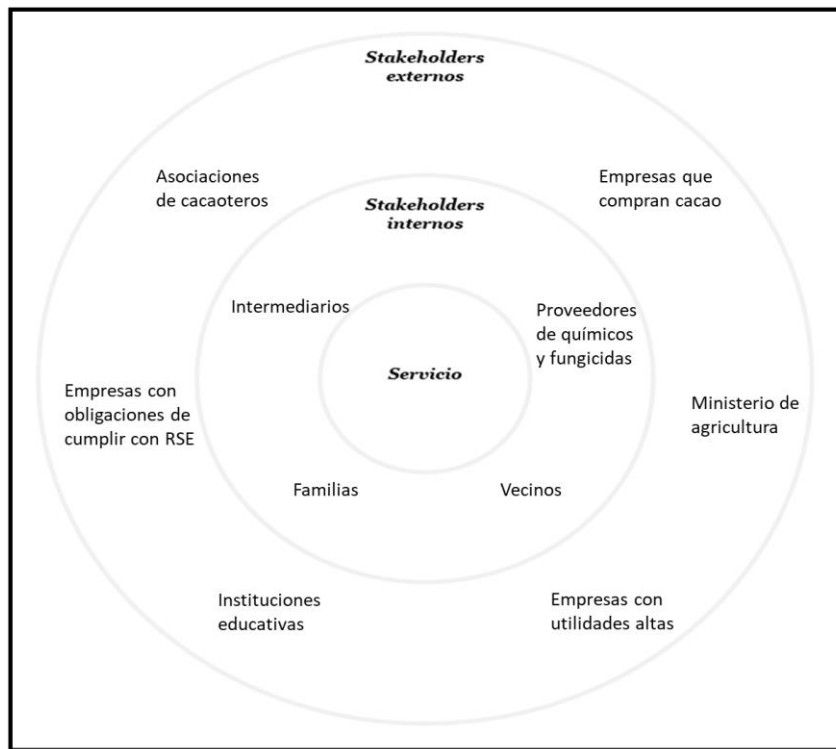 Stakeholders
externos
Asociaciones
de cacaoteros
Empresas que
compran cacao
Stakeholders
internos
Intermediarios
Proveedores
de químicos
y fungicidas
Servicio
Empresas con
obligaciones de
cumplir con RSE
Ministerio de
agricultura
Familias
Vecinos
Instituciones
educativas
Empresas con
utilidades altas